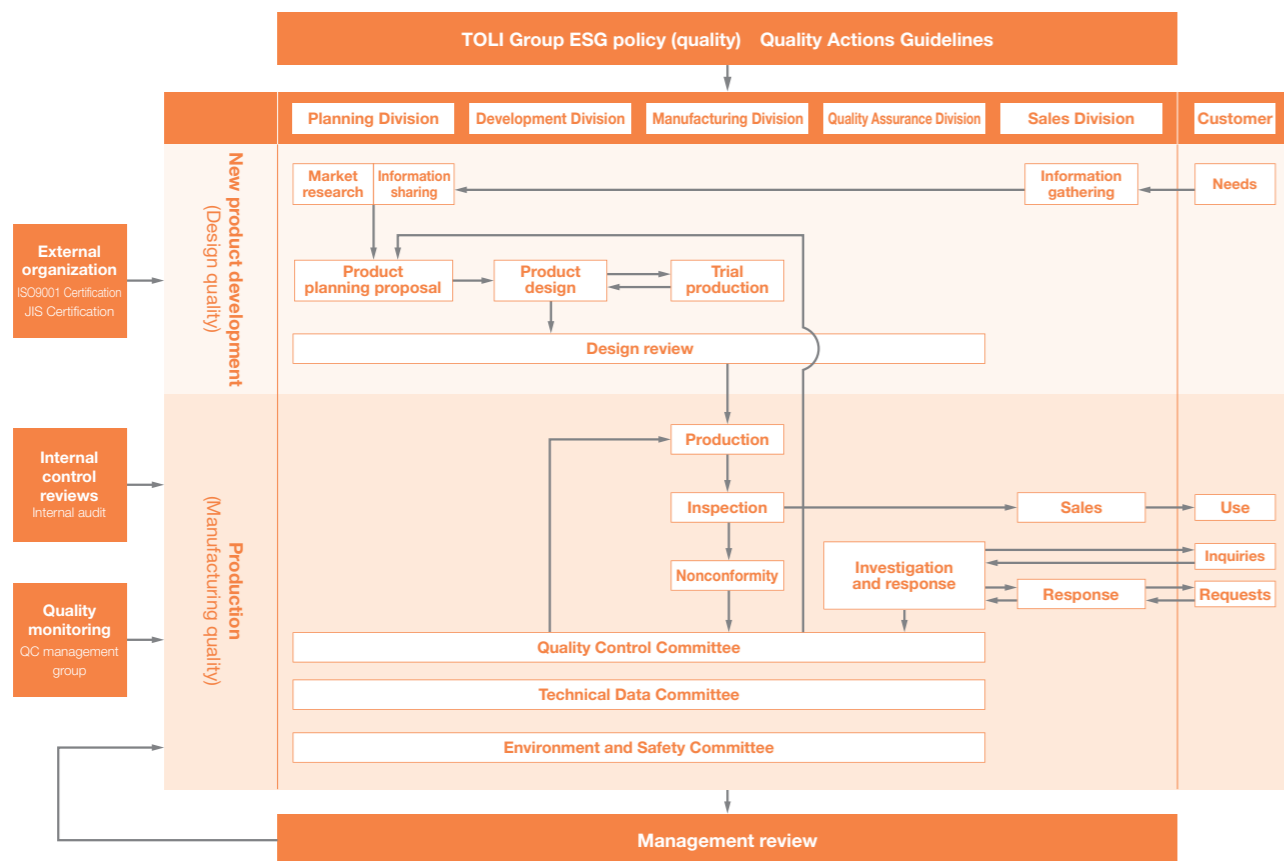 TOLI Group ESG policy (quality) Quality Actions Guidelines
Planning Division
Development Division
Manufacturing Division
Quality Assurance Division
Sales Division
Customer
New product development
(Design quality)
Market
research
Information
sharing
Information
gathering
Needs
External
organization
ISO9001 Certification
JIS Certification
Product
planning proposal
Product
design
Trial
production
Design review
Production
(Manufacturing quality)
Internal
control
reviews
Internal audit
Production
Inspection
Sales
Use
Nonconformity
Investigation
and response
Inquiries
Response
Requests
Quality
monitoring
QC management
group
Quality Control Committee
Technical Data Committee
Environment and Safety Committee
Management review